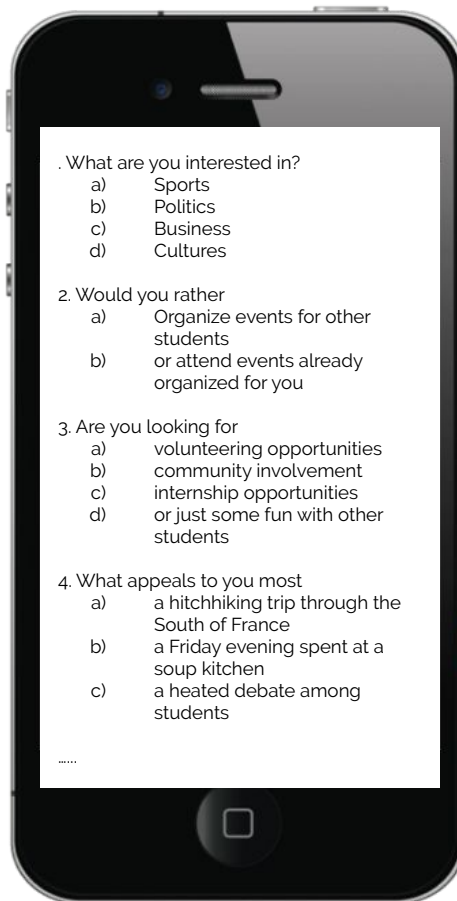 . What are you interested in?
a) Sports
b) Politics
c) Business
d) Cultures
2. Would you rather
a) Organize events for other
students
b) or attend events already
organized for you
3. Are you looking for
a) volunteering opportunities
b) community involvement
c) internship opportunities
d) or just some fun with other
students
4. What appeals to you most
a) a hitchhiking trip through the
South of France
b) a Friday evening spent at a
soup kitchen
c) a heated debate among
students
......